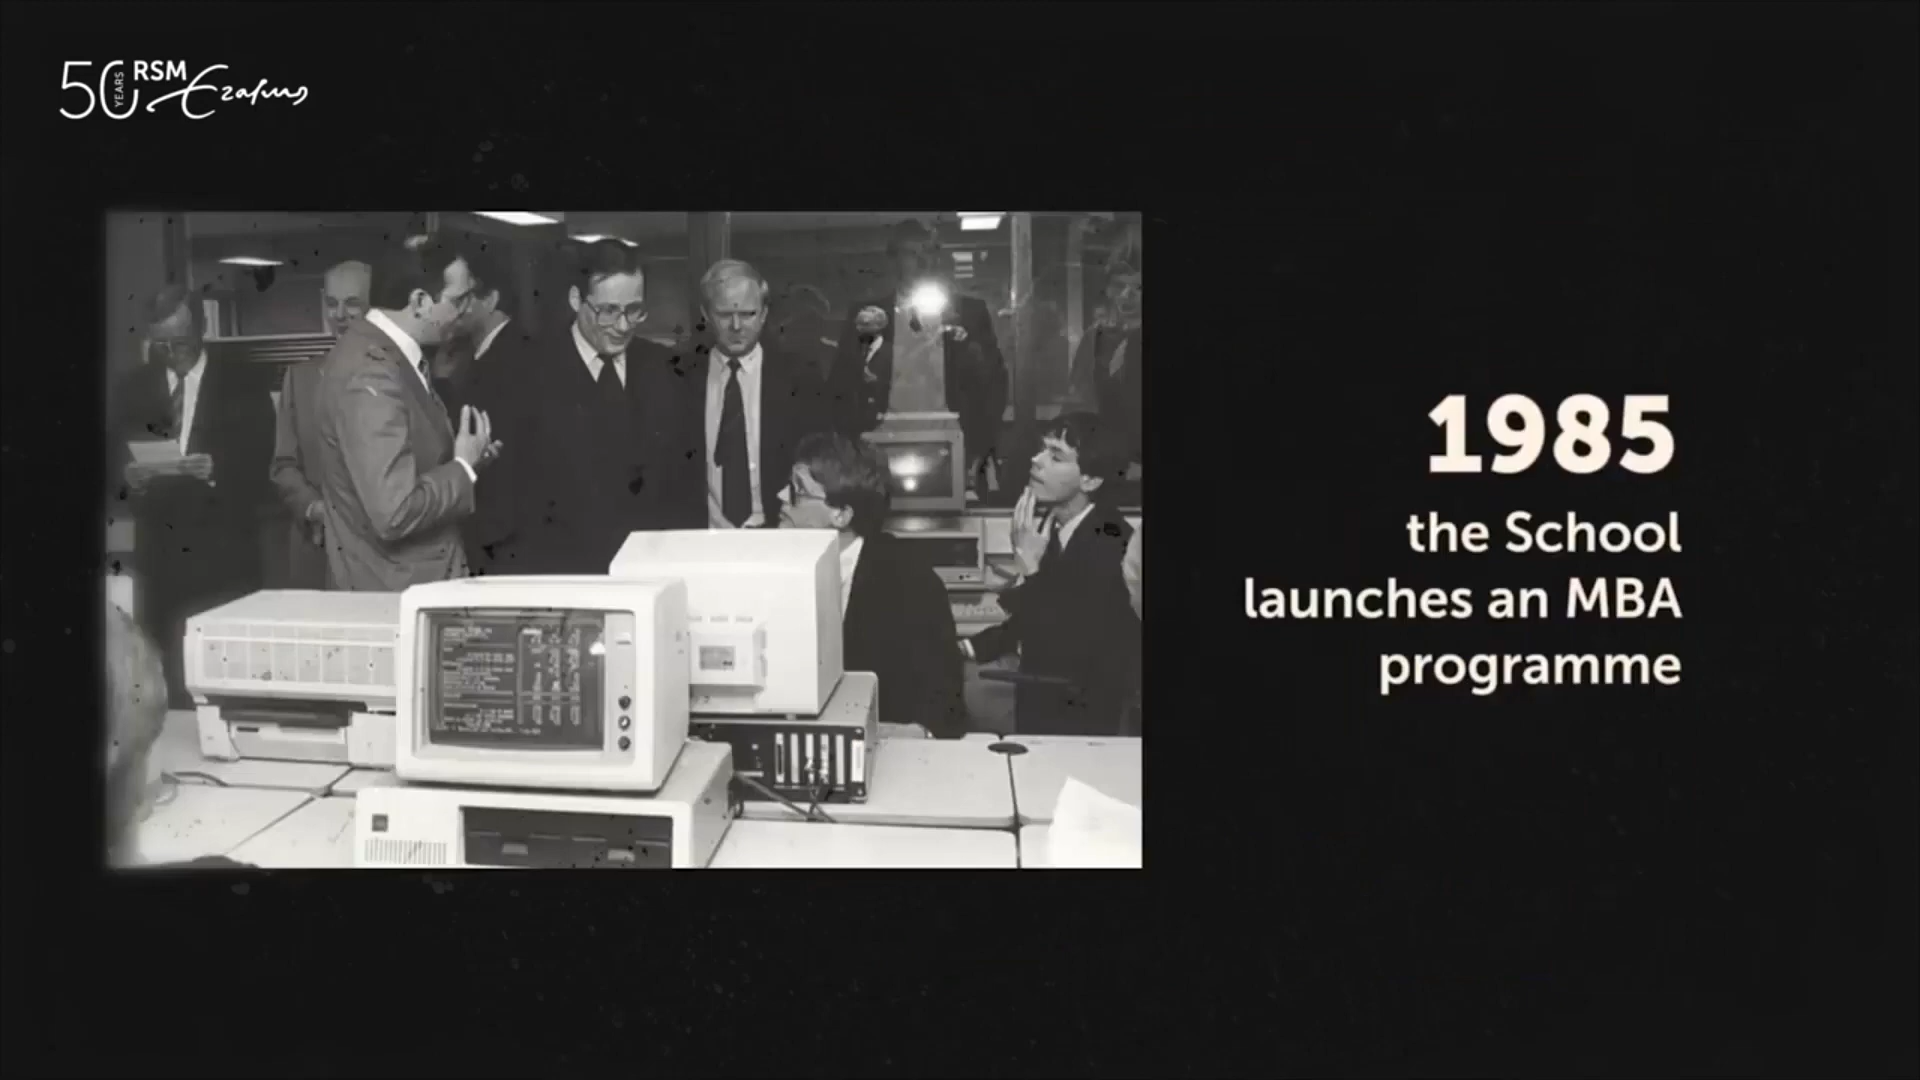 50 YEARS RSM Erasmus
1985
the School
launches an MBA
programme